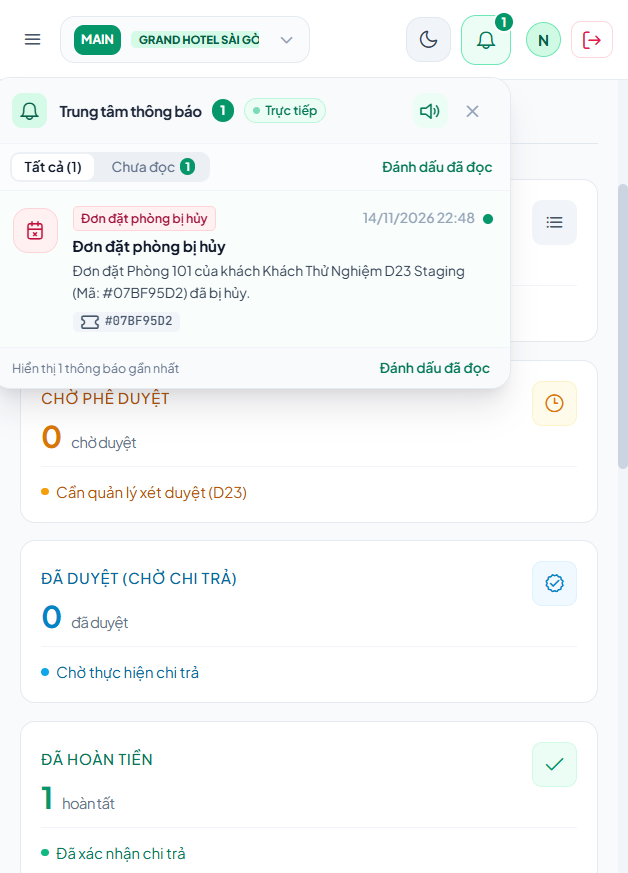 MAIN GRAND HOTEL SÀI GÒ
1
N
Trung tâm thông báo 1 Trực tiếp
Tất cả (1) Chưa đọc 1 Đánh dấu đã đọc
Đơn đặt phòng bị hủy 14/11/2026 22:48
Đơn đặt phòng bị hủy
Đơn đặt Phòng 101 của khách Khách Thử Nghiệm D23 Staging
(Mã: #07BF95D2) đã bị hủy.
#07BF95D2
Hiển thị 1 thông báo gần nhất Đánh dấu đã đọc
CHỜ PHÊ DUYỆT
0 chờ duyệt
Cần quản lý xét duyệt (D23)
ĐÃ DUYỆT (CHỜ CHI TRẢ)
0 đã duyệt
Chờ thực hiện chi trả
ĐÃ HOÀN TIỀN
1 hoàn tất
Đã xác nhận chi trả